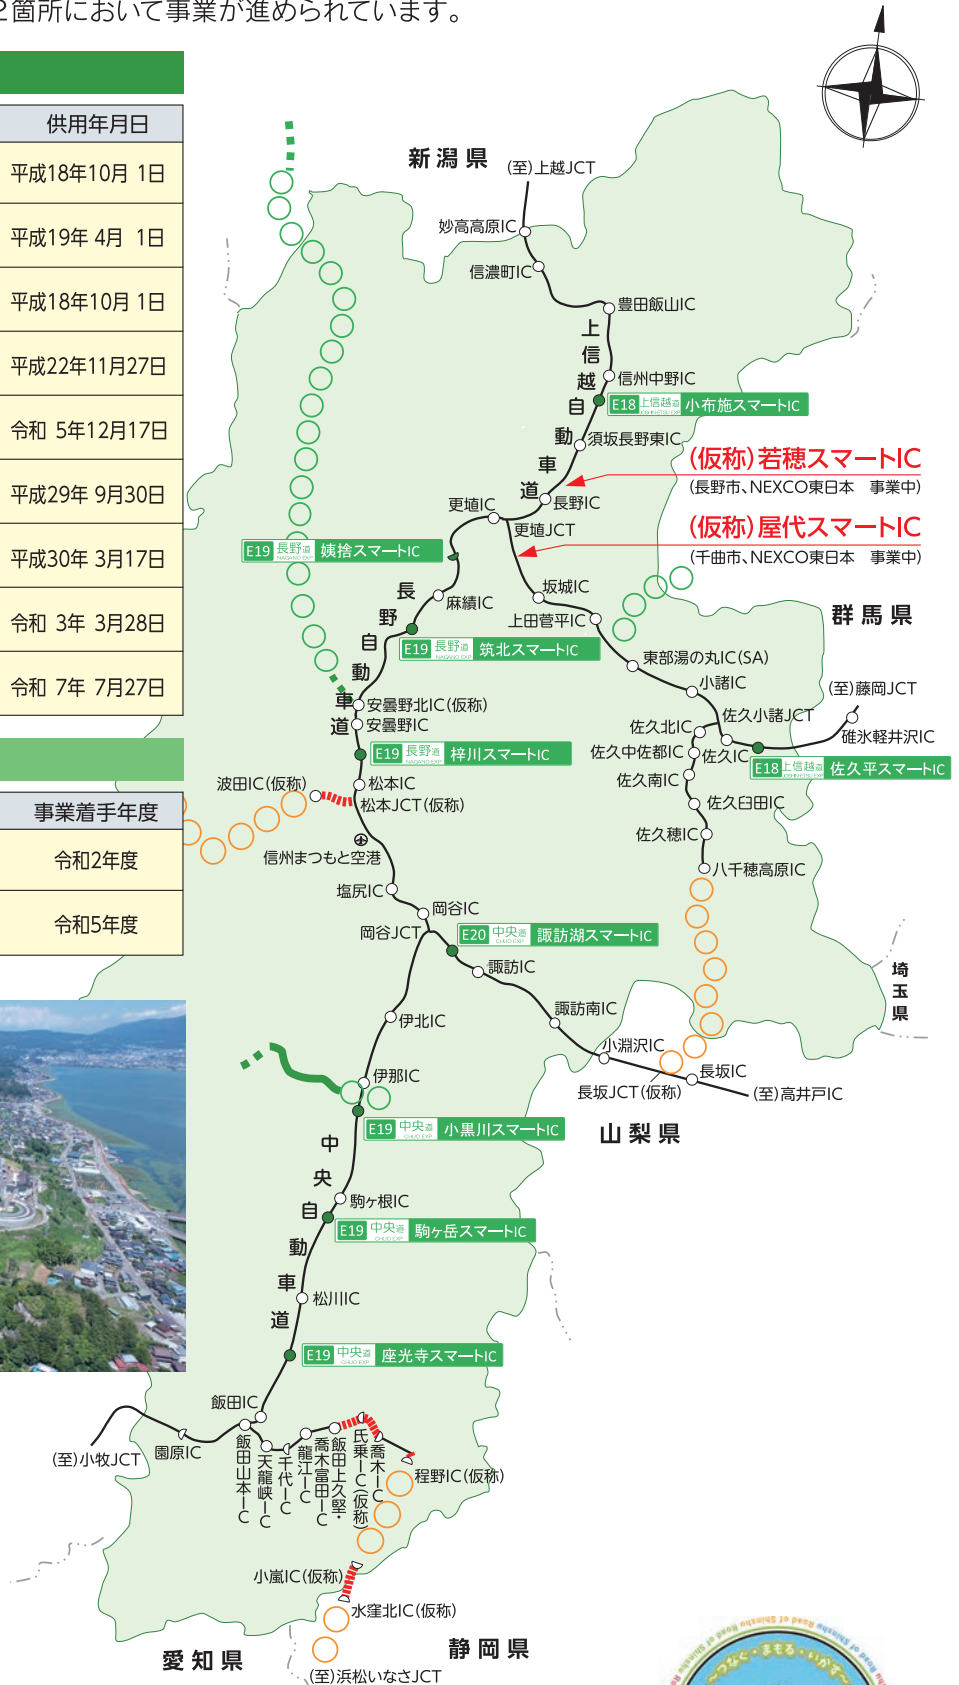 2箇所において事業が進められています。
供用年月日
平成18年10月 1日
平成19年 4月 1日
平成18年10月 1日
平成22年11月27日
令和 5年12月17日
平成29年 9月30日
平成30年 3月17日
令和 3年 3月28日
令和 7年 7月27日
事業着手年度
令和2年度
令和5年度
新潟県
(至)上越JCT
妙高高原IC
信濃町IC
豊田飯山IC
上信越自動車道
信州中野IC
E18 上信越道 小布施スマートIC
須坂長野東IC
(仮称)若穂スマートIC
(長野市、NEXCO東日本 事業中)
長野IC
更埴IC
更埴JCT
(仮称)屋代スマートIC
(千曲市、NEXCO東日本 事業中)
E19 長野道 NAGANO EXP 姨捨スマートIC
坂城IC
麻績IC
上田菅平IC
群馬県
長野自動車道
E19 長野道 NAGANO EXP 筑北スマートIC
東部湯の丸IC(SA)
小諸IC
(至)藤岡JCT
安曇野北IC(仮称)
安曇野IC
佐久小諸JCT
佐久北IC
碓氷軽井沢IC
佐久中佐都IC
佐久IC
E19 長野道 NAGANO EXP 梓川スマートIC
E18 上信越道 佐久平スマートIC
佐久南IC
波田IC(仮称)
松本IC
松本JCT(仮称)
佐久臼田IC
佐久穂IC
信州まつもと空港
八千穂高原IC
塩尻IC
岡谷IC
岡谷JCT
E20 中央道 CHUO EXP 諏訪湖スマートIC
諏訪IC
埼玉県
諏訪南IC
伊北IC
小淵沢IC
長坂IC
長坂JCT(仮称)
(至)高井戸IC
伊那IC
E19 中央道 CHUO EXP 小黒川スマートIC
山梨県
中央自動車道
駒ヶ根IC
E19 中央道 CHUO EXP 駒ヶ岳スマートIC
松川IC
E19 中央道 CHUO EXP 座光寺スマートIC
飯田IC
(至)小牧JCT
園原IC
飯田山本IC
天龍峡IC
千代IC
龍江IC
飯田上久堅・
喬木富田IC
氏乗IC(仮称)
喬木IC
程野IC(仮称)
小嵐IC(仮称)
水窪北IC(仮称)
愛知県
静岡県
(至)浜松いなさJCT
Road of Shinshu
～つなぐ・まもる・いかす～